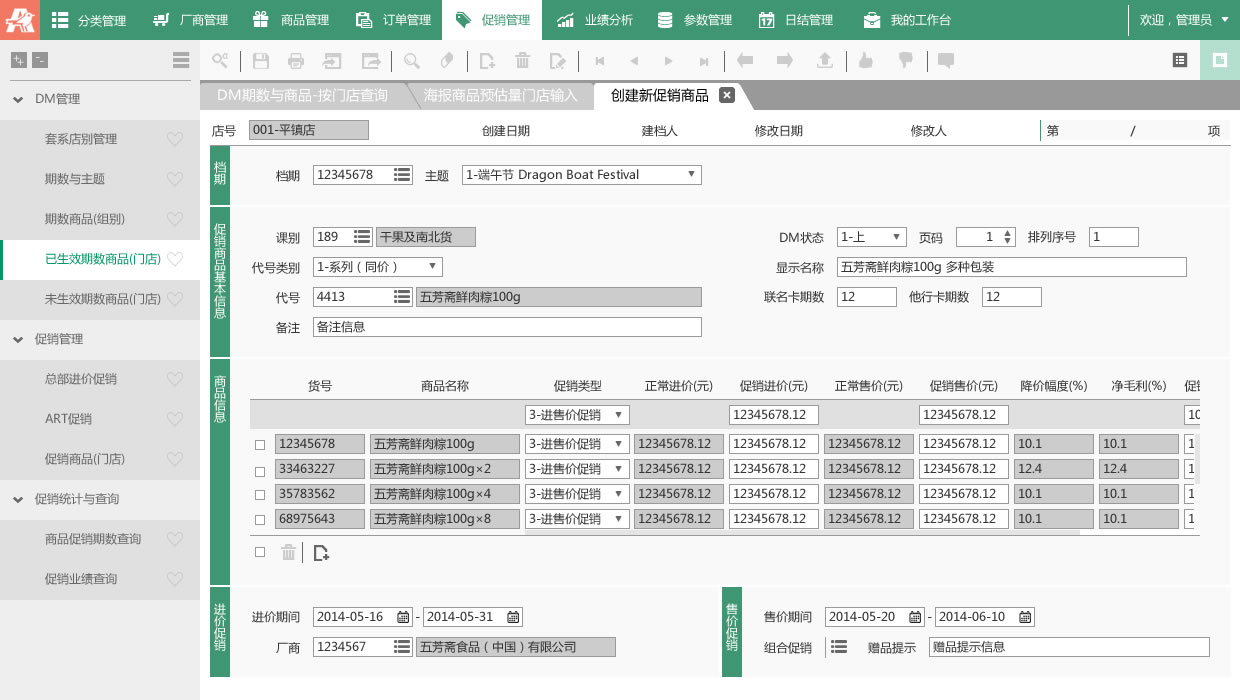 分类管理 厂商管理 商品管理 订单管理 促销管理 业绩分析 参数管理 日结管理 我的工作台 欢迎，管理员
DM期数与商品-按门店查询 海报商品预估量门店输入 创建新促销商品
DM管理
套系店别管理
期数与主题
期数商品(组别)
已生效期数商品(门店)
未生效期数商品(门店)
促销管理
总部进价促销
ART促销
促销商品(门店)
促销统计与查询
商品促销期数查询
促销业绩查询
店号 001-平镇店 创建日期 建档人 修改日期 修改人 第 / 项
档期
档期 12345678 主题 1-端午节 Dragon Boat Festival
促销商品基本信息
课别 189 干果及南北货 DM状态 1-上 页码 1 排列序号 1
代号类别 1-系列（同价） 显示名称 五芳斋鲜肉粽100g 多种包装
代号 4413 五芳斋鲜肉粽100g 联名卡期数 12 他行卡期数 12
备注 备注信息
商品信息
货号 商品名称 促销类型 正常进价(元) 促销进价(元) 正常售价(元) 促销售价(元) 降价幅度(%) 净毛利(%) 促销
3-进售价促销 12345678.12 12345678.12 10
12345678 五芳斋鲜肉粽100g 3-进售价促销 12345678.12 12345678.12 12345678.12 12345678.12 10.1 10.1 1
33463227 五芳斋鲜肉粽100g×2 3-进售价促销 12345678.12 12345678.12 12345678.12 12345678.12 12.4 12.4 1
35783562 五芳斋鲜肉粽100g×4 3-进售价促销 12345678.12 12345678.12 12345678.12 12345678.12 10.1 10.1 1
68975643 五芳斋鲜肉粽100g×8 3-进售价促销 12345678.12 12345678.12 12345678.12 12345678.12 10.1 10.1 1
进价促销
进价期间 2014-05-16 - 2014-05-31
厂商 1234567 五芳斋食品（中国）有限公司
售价促销
售价期间 2014-05-20 - 2014-06-10
组合促销 赠品提示 赠品提示信息